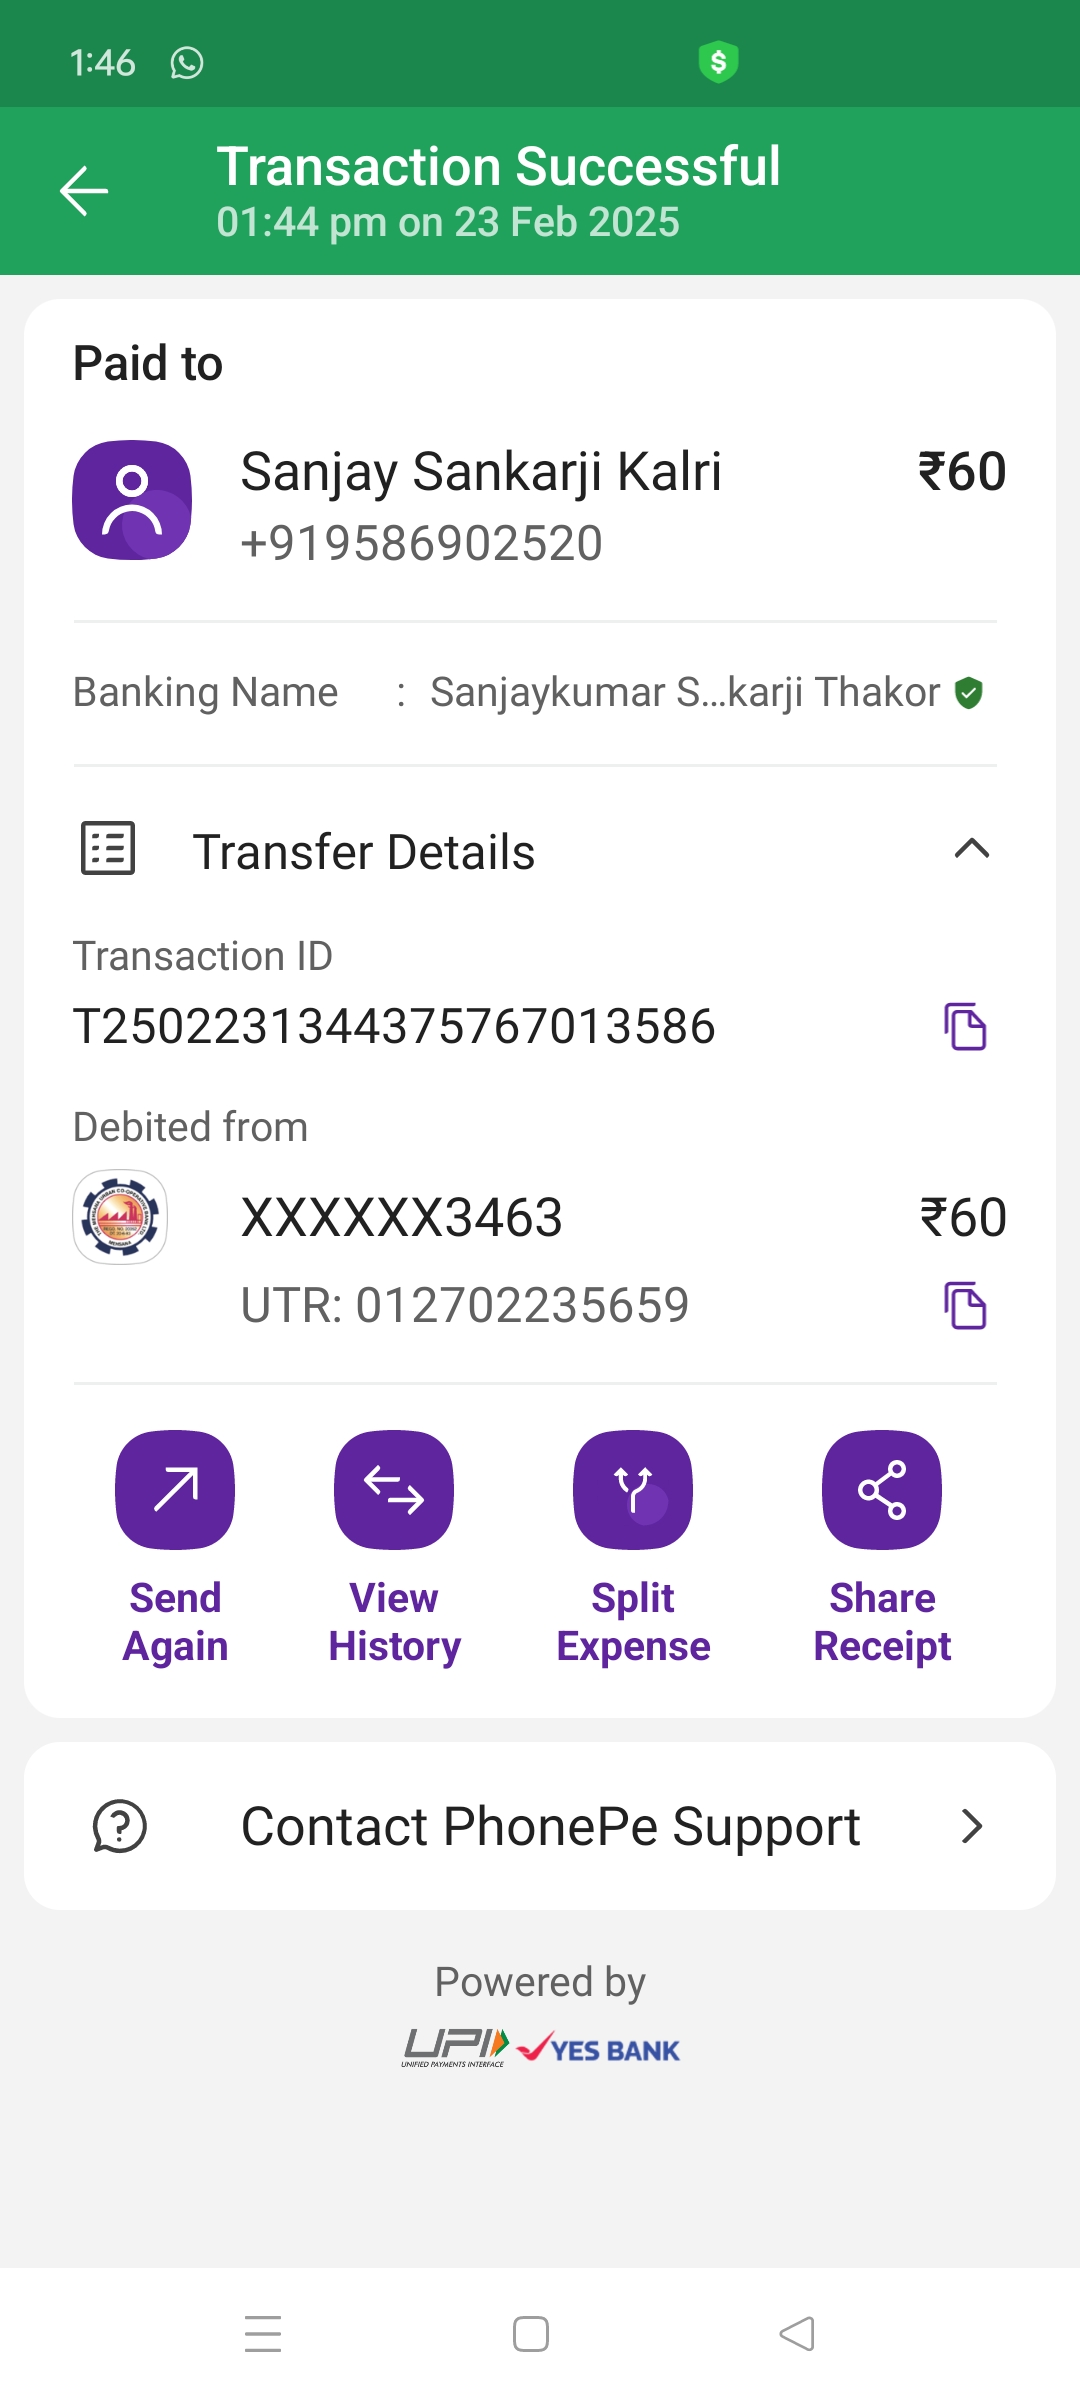 1:46
Transaction Successful
01:44 pm on 23 Feb 2025
Paid to
Sanjay Sankarji Kalri ₹60
+919586902520
Banking Name : Sanjaykumar S...karji Thakor
Transfer Details
Transaction ID
T2502231344375767013586
Debited from
XXXXXX3463 ₹60
UTR: 012702235659
Send Again
View History
Split Expense
Share Receipt
Contact PhonePe Support
Powered by
UPI YES BANK
UNIFIED PAYMENTS INTERFACE